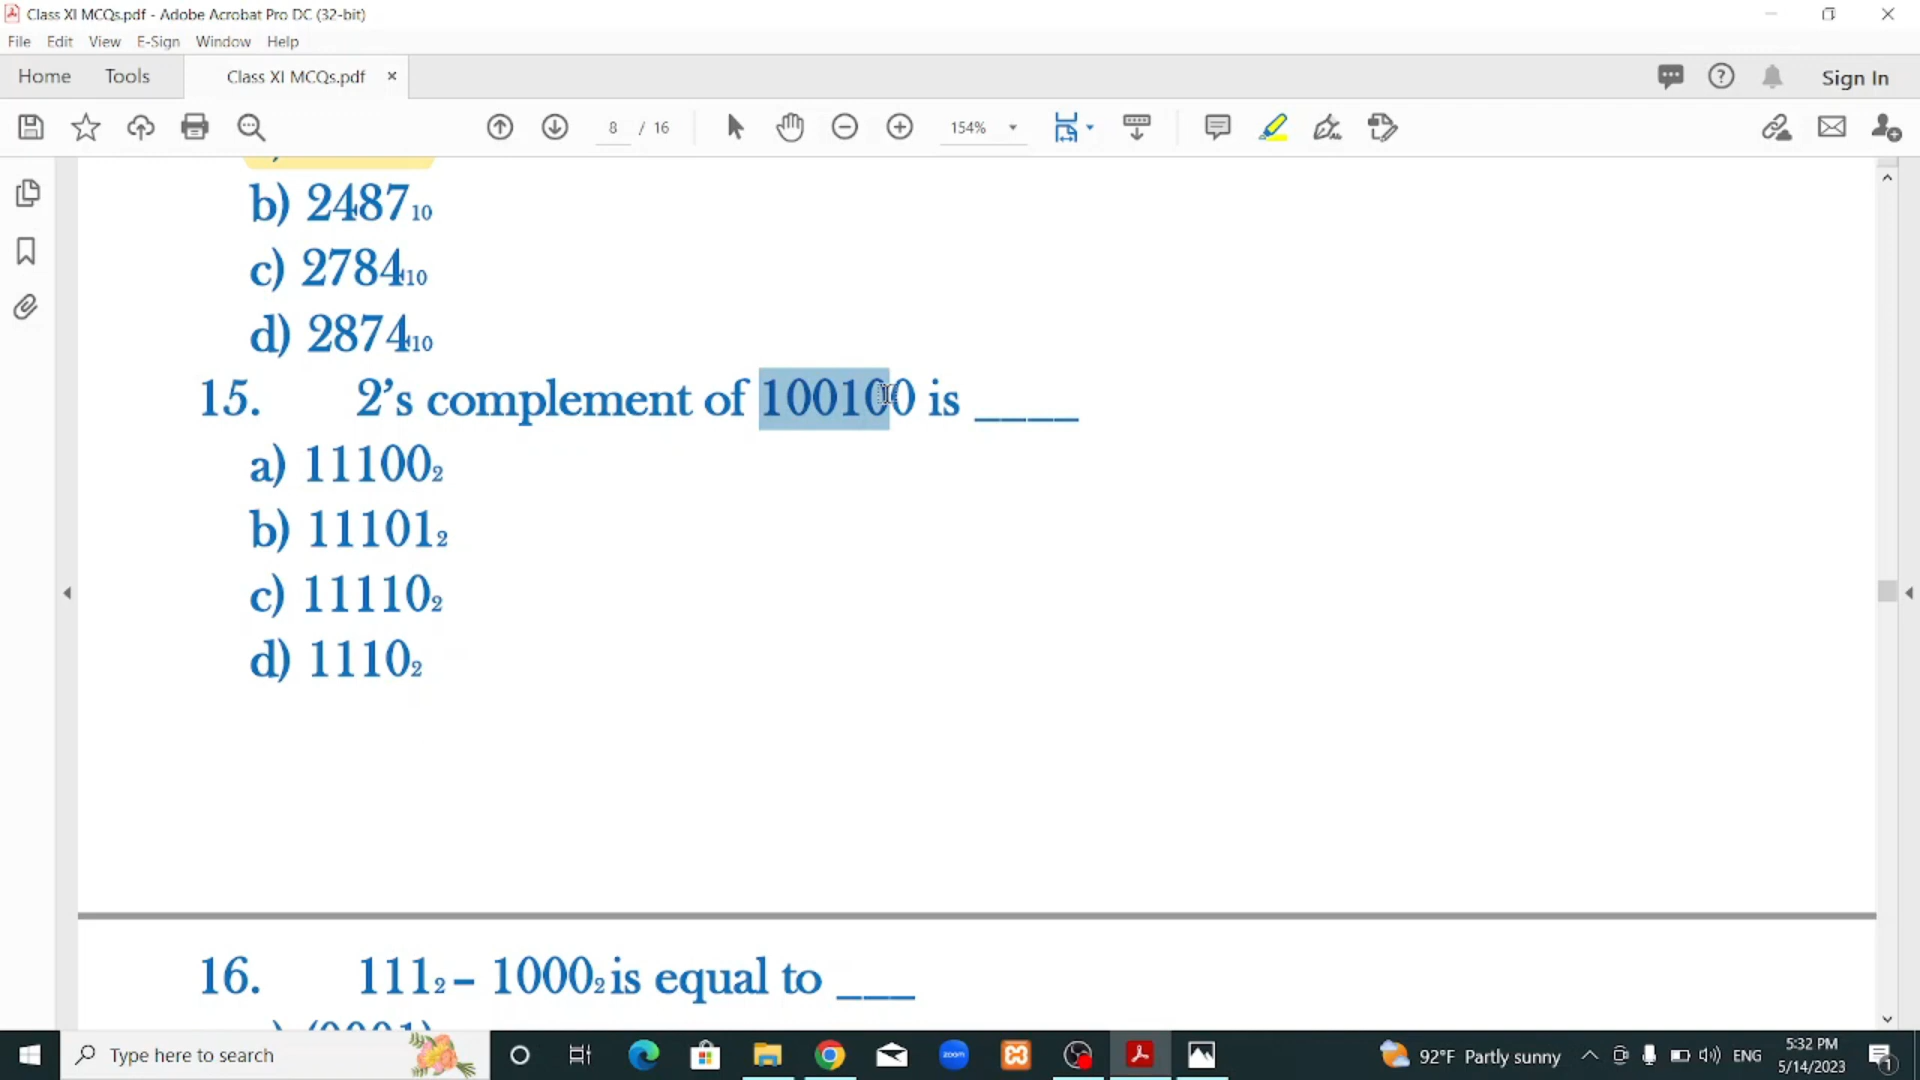 Class XI MCQs.pdf - Adobe Acrobat Pro DC (32-bit)
File Edit View E-Sign Window Help
Home Tools Class XI MCQs.pdf × Sign In
8 / 16 154%
b) 2487₁₀
c) 2784₁₀
d) 2874₁₀
15. 2’s complement of 100100 is ____
a) 11100₂
b) 11101₂
c) 11110₂
d) 1110₂
16. 111₂ – 1000₂ is equal to ___
Type here to search
zoom
92°F Partly sunny
ENG
5:32 PM
5/14/2023
1